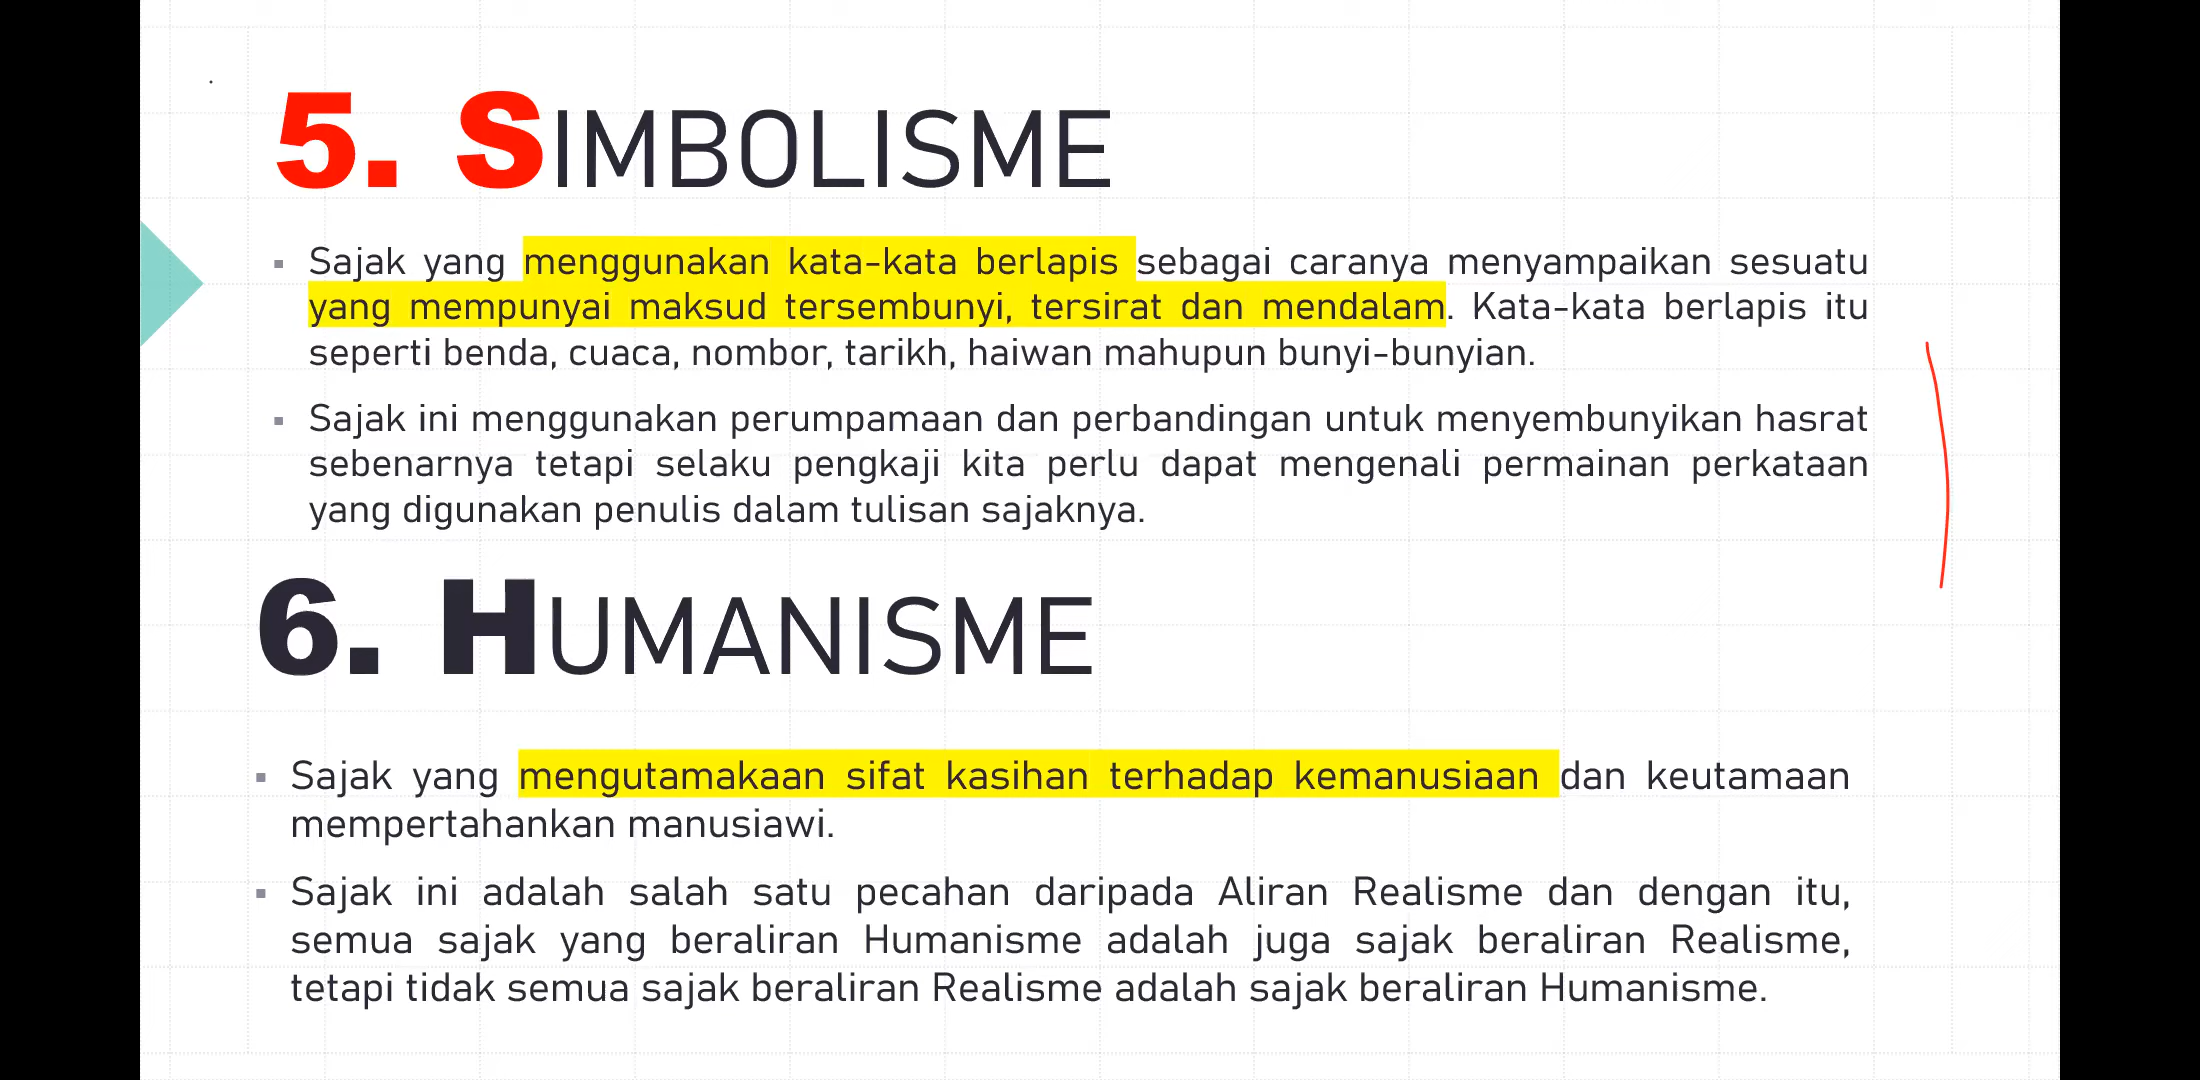 5. SIMBOLISME
▪ Sajak yang menggunakan kata-kata berlapis sebagai caranya menyampaikan sesuatu
yang mempunyai maksud tersembunyi, tersirat dan mendalam. Kata-kata berlapis itu
seperti benda, cuaca, nombor, tarikh, haiwan mahupun bunyi-bunyian.
▪ Sajak ini menggunakan perumpamaan dan perbandingan untuk menyembunyikan hasrat
sebenarnya tetapi selaku pengkaji kita perlu dapat mengenali permainan perkataan
yang digunakan penulis dalam tulisan sajaknya.
6. HUMANISME
▪ Sajak yang mengutamakaan sifat kasihan terhadap kemanusiaan dan keutamaan
mempertahankan manusiawi.
▪ Sajak ini adalah salah satu pecahan daripada Aliran Realisme dan dengan itu,
semua sajak yang beraliran Humanisme adalah juga sajak beraliran Realisme,
tetapi tidak semua sajak beraliran Realisme adalah sajak beraliran Humanisme.